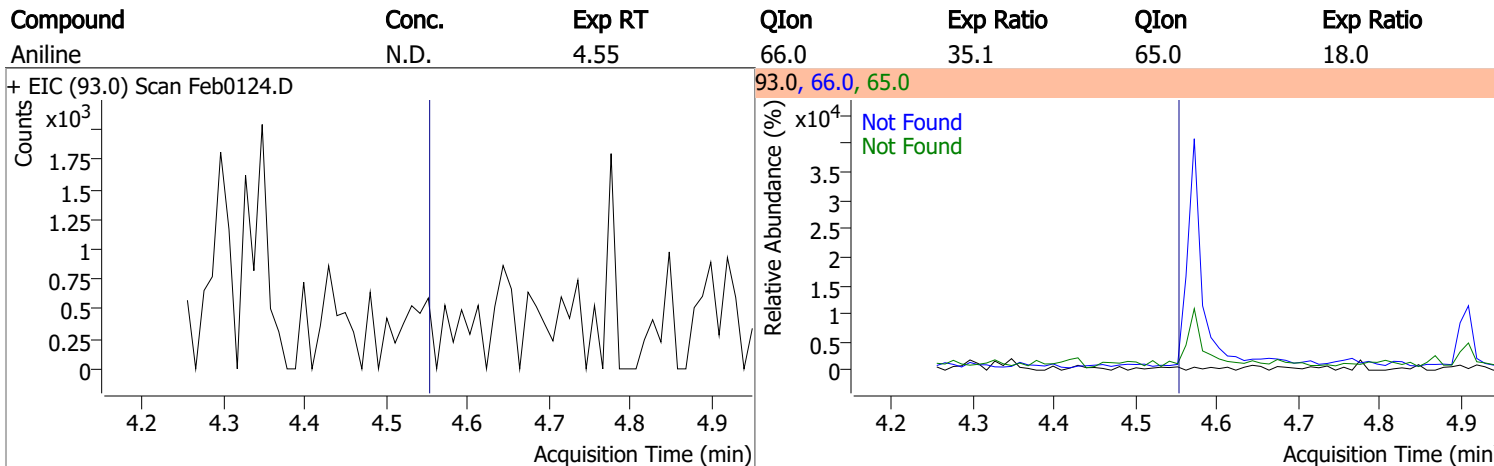 Compound Conc. Exp RT QIon Exp Ratio QIon Exp Ratio
Aniline N.D. 4.55 66.0 35.1 65.0 18.0
+ EIC (93.0) Scan Feb0124.D
Counts
x10³
1.75
1.5
1.25
1
0.75
0.5
0.25
0
4.2 4.3 4.4 4.5 4.6 4.7 4.8 4.9
Acquisition Time (min)
93.0, 66.0, 65.0
Relative Abundance (%)
x10⁴
Not Found
Not Found
3.5
3
2.5
2
1.5
1
0.5
0
4.2 4.3 4.4 4.5 4.6 4.7 4.8 4.9
Acquisition Time (min